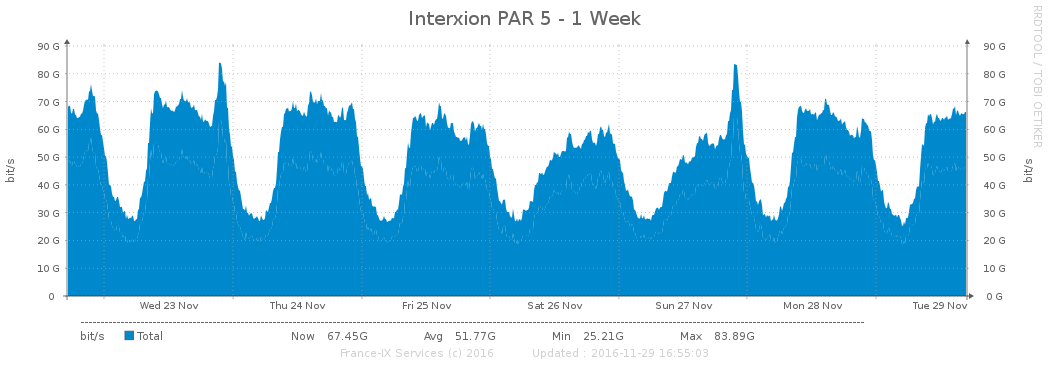 Interxion PAR 5 - 1 Week
RRDTOOL / TOBI OETIKER
90 G 90 G
80 G 80 G
70 G 70 G
60 G 60 G
50 G 50 G
40 G 40 G
30 G 30 G
20 G 20 G
10 G 10 G
0 0 G
bit/s bit/s
Wed 23 Nov Thu 24 Nov Fri 25 Nov Sat 26 Nov Sun 27 Nov Mon 28 Nov Tue 29 Nov
bit/s Total Now 67.45G Avg 51.77G Min 25.21G Max 83.89G
France-IX Services (c) 2016 Updated : 2016-11-29 16:55:03